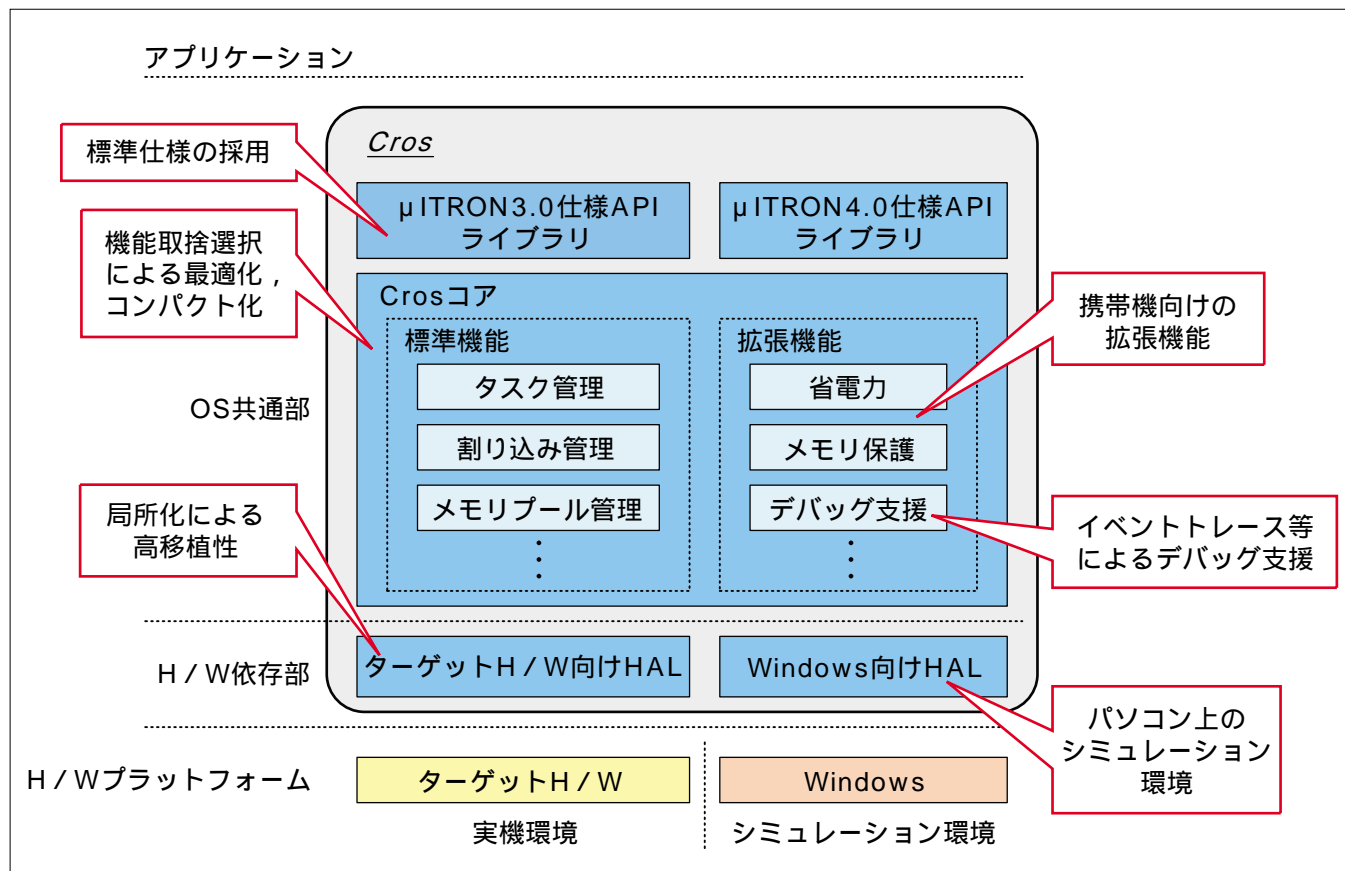 アプリケーション
Cros
標準仕様の採用
μITRON3.0仕様API
ライブラリ
μITRON4.0仕様API
ライブラリ
機能取捨選択
による最適化，
コンパクト化
Crosコア
標準機能
タスク管理
割り込み管理
メモリプール管理
拡張機能
省電力
メモリ保護
デバッグ支援
携帯機向けの
拡張機能
OS共通部
局所化による
高移植性
イベントトレース等
によるデバッグ支援
H／W依存部
ターゲットH／W向けHAL
Windows向けHAL
パソコン上の
シミュレーション
環境
H／Wプラットフォーム
ターゲットH／W
Windows
実機環境
シミュレーション環境